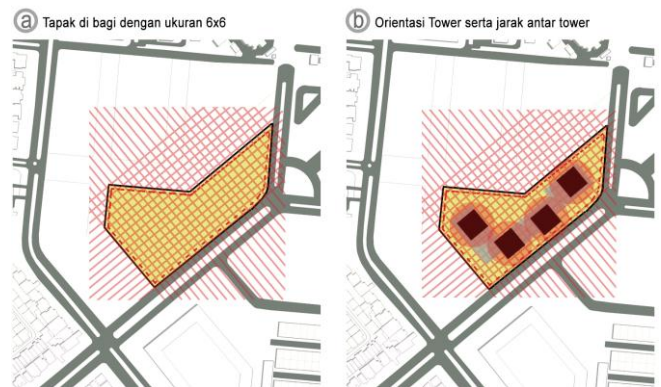 a Tapak di bagi dengan ukuran 6x6
b Orientasi Tower serta jarak antar tower